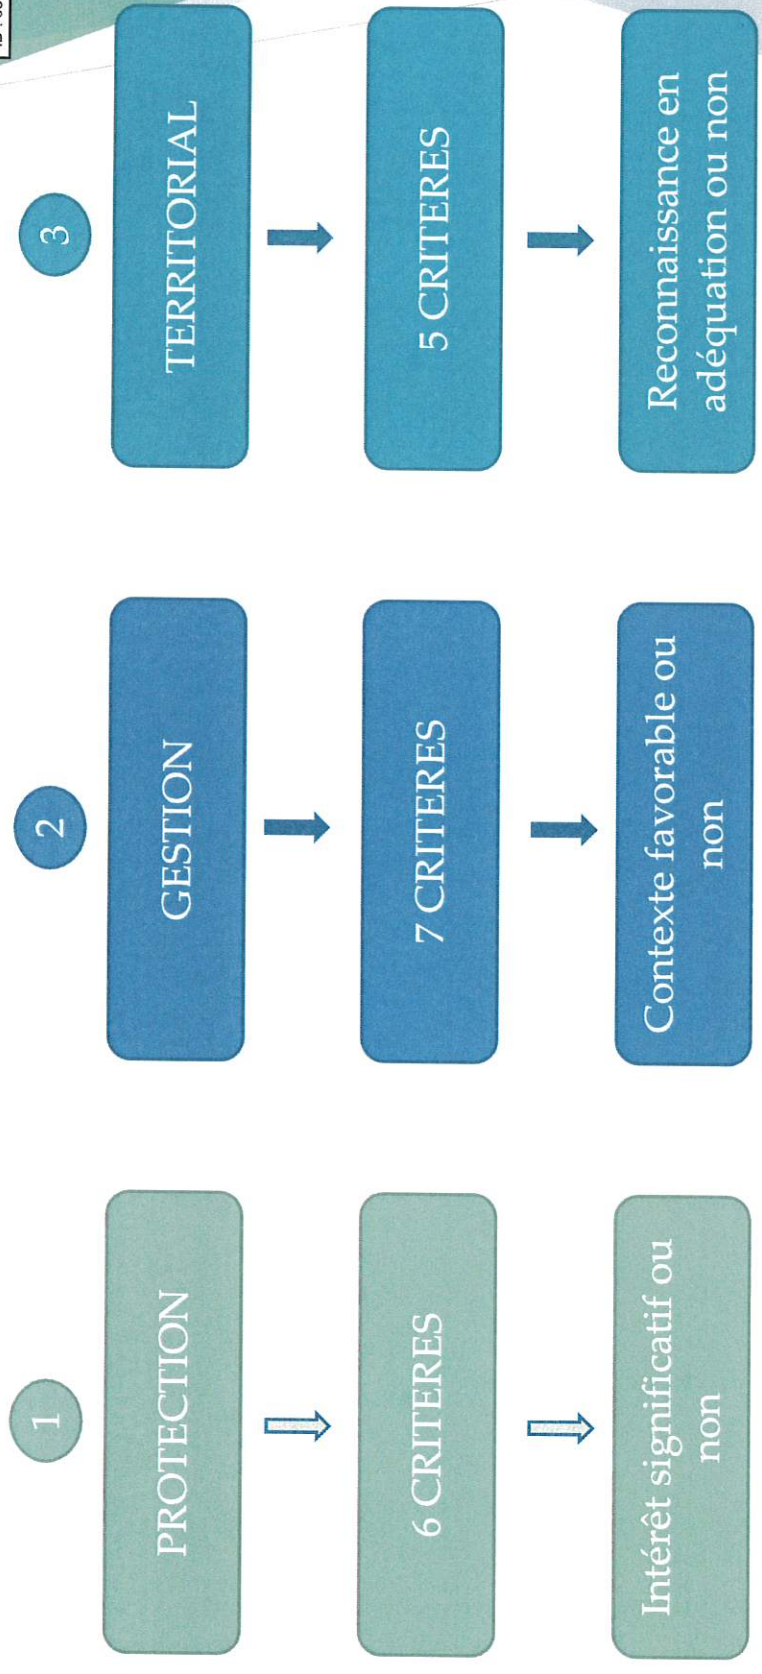 1
PROTECTION
6 CRITERES
Intérêt significatif ou
non
2
GESTION
7 CRITERES
Contexte favorable ou
non
3
TERRITORIAL
5 CRITERES
Reconnaissance en
adéquation ou non